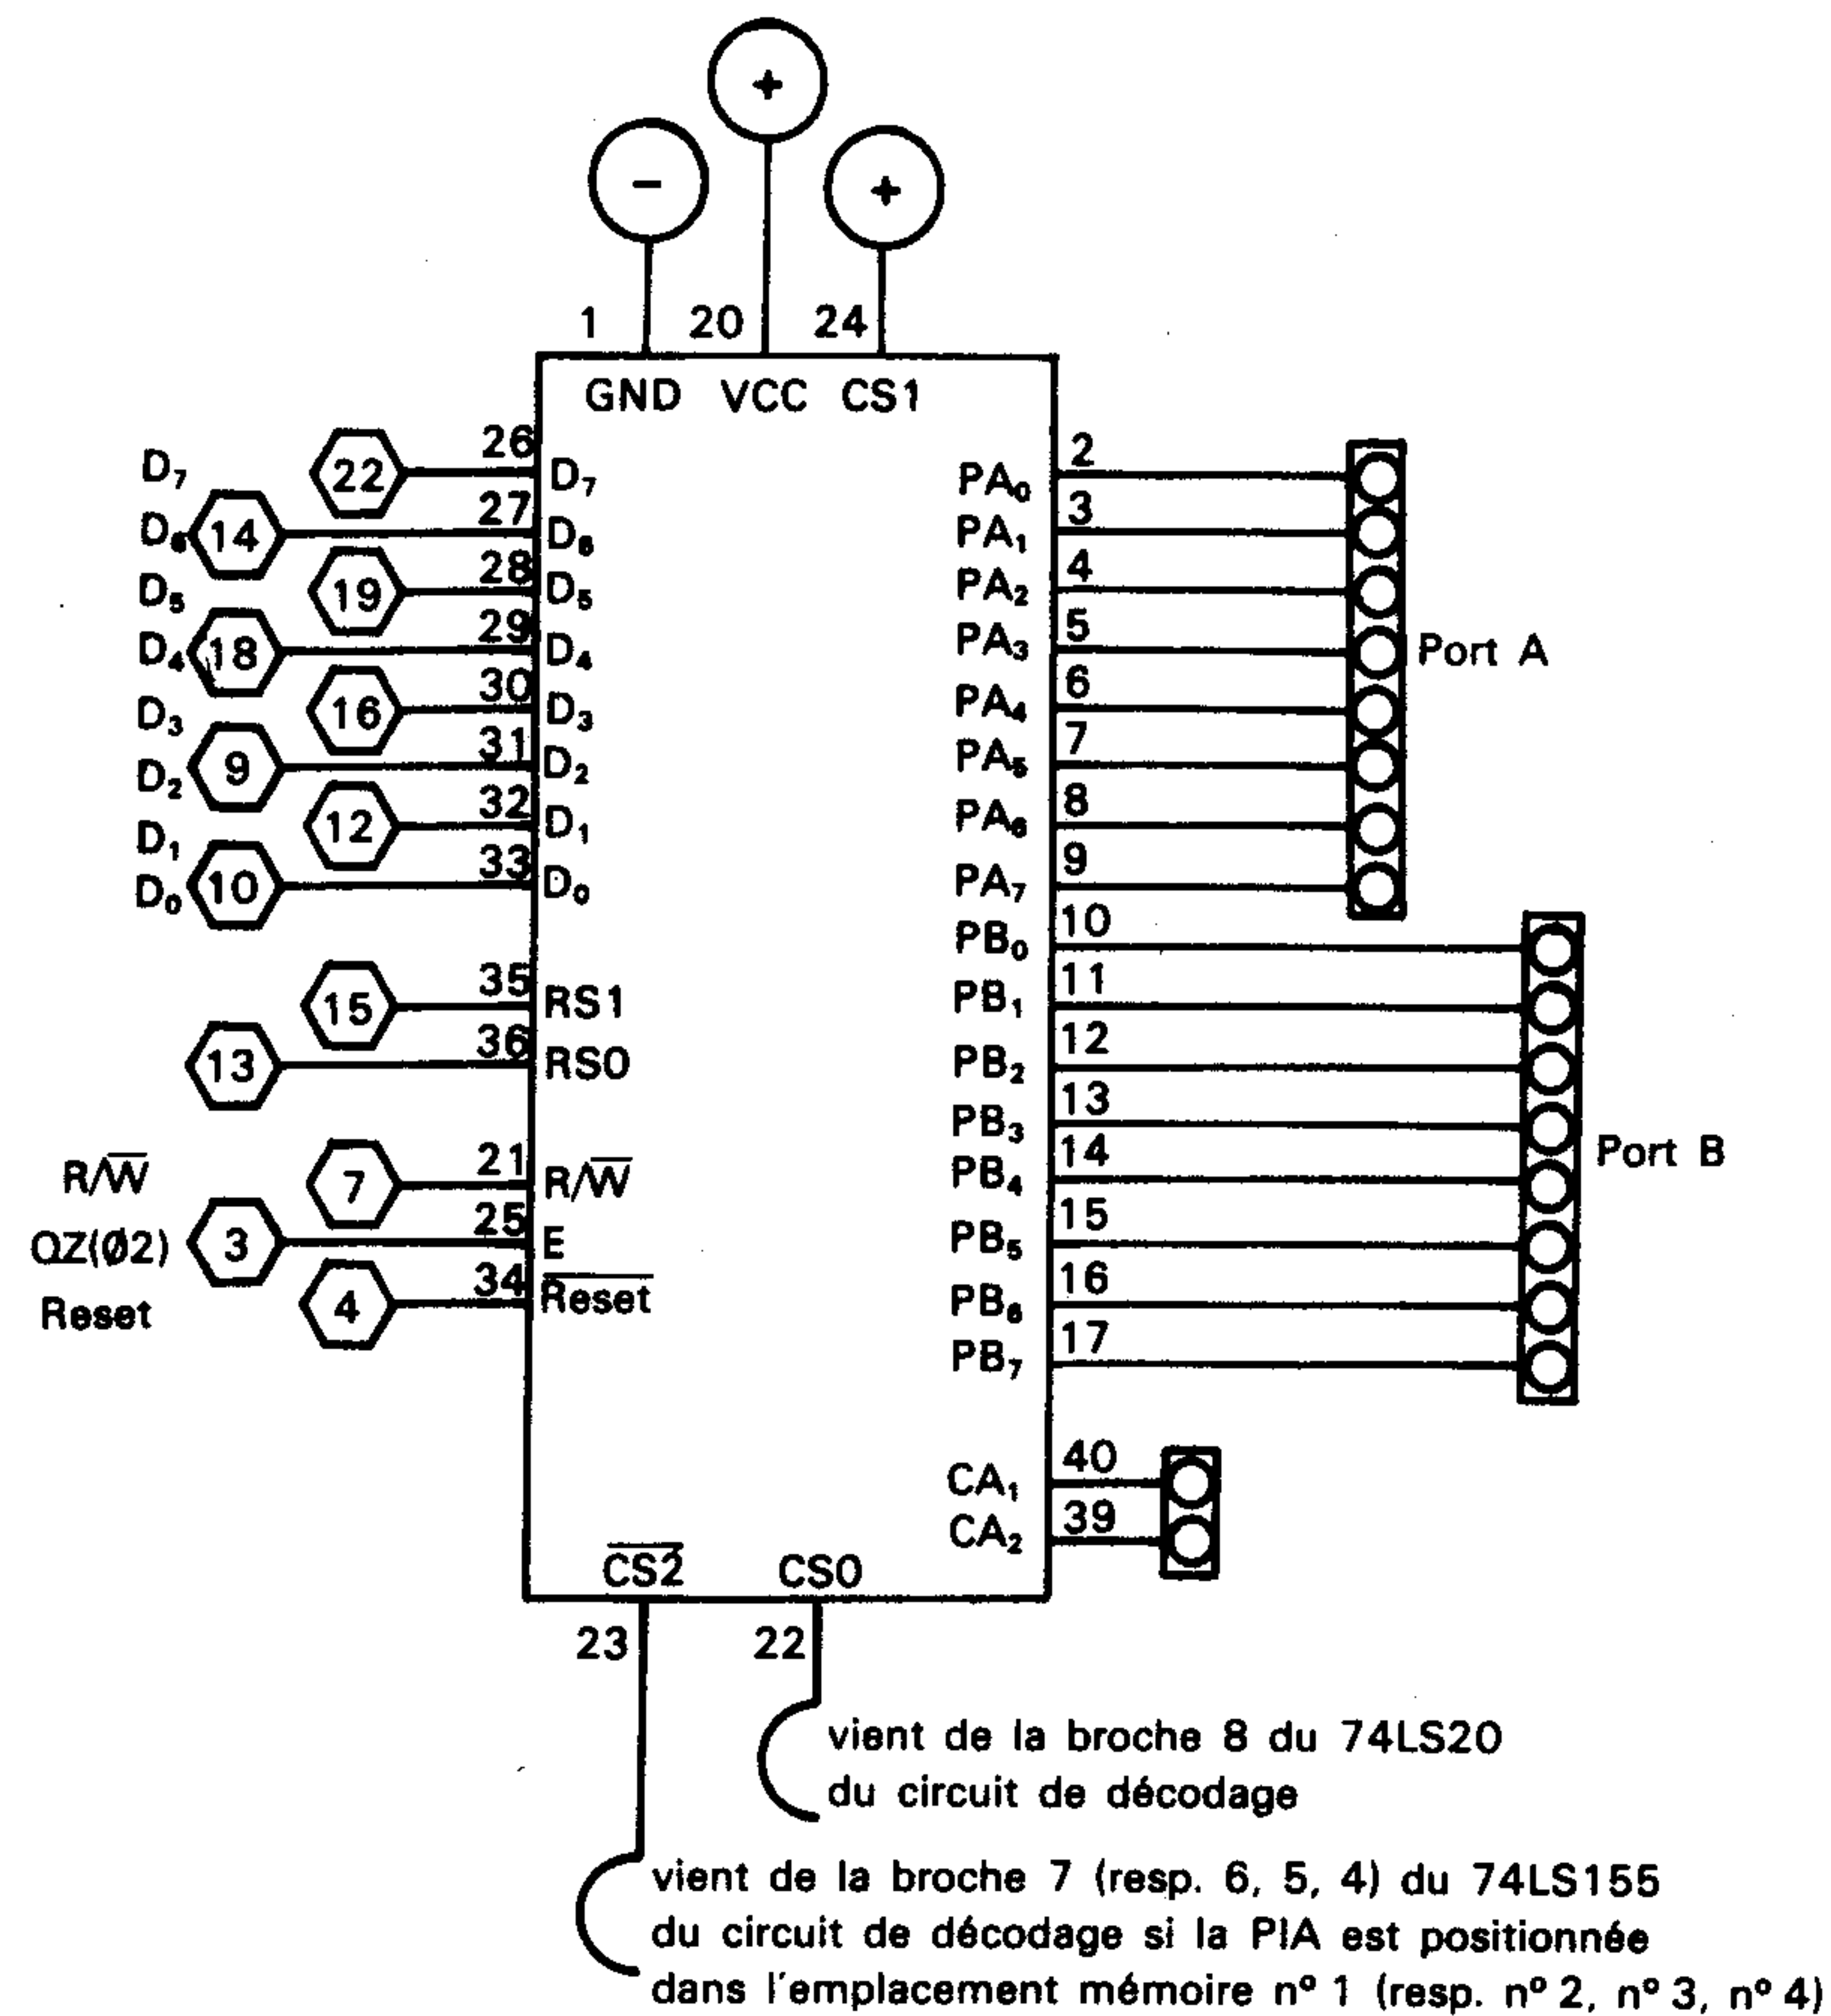 +
−
+
1 20 24
GND VCC CS1
D₇ 22 26 D₇
D₆ 14 27 D₆
D₅ 19 28 D₅
D₄ 18 29 D₄
D₃ 16 30 D₃
D₂ 9 31 D₂
D₁ 12 32 D₁
D₀ 10 33 D₀
15 35 RS1
13 36 RS0
R/W̅ 7 21 R/W̅
QZ(Ø2) 3 25 E
Reset 4 34 R̅e̅s̅e̅t̅
PA₀ 2
PA₁ 3
PA₂ 4
PA₃ 5
PA₄ 6
PA₅ 7
PA₆ 8
PA₇ 9
Port A
PB₀ 10
PB₁ 11
PB₂ 12
PB₃ 13
PB₄ 14
PB₅ 15
PB₆ 16
PB₇ 17
Port B
CA₁ 40
CA₂ 39
C̅S̅2̅ CS0
23 22
vient de la broche 8 du 74LS20
du circuit de décodage
vient de la broche 7 (resp. 6, 5, 4) du 74LS155
du circuit de décodage si la PIA est positionnée
dans l'emplacement mémoire nº 1 (resp. nº 2, nº 3, nº 4)